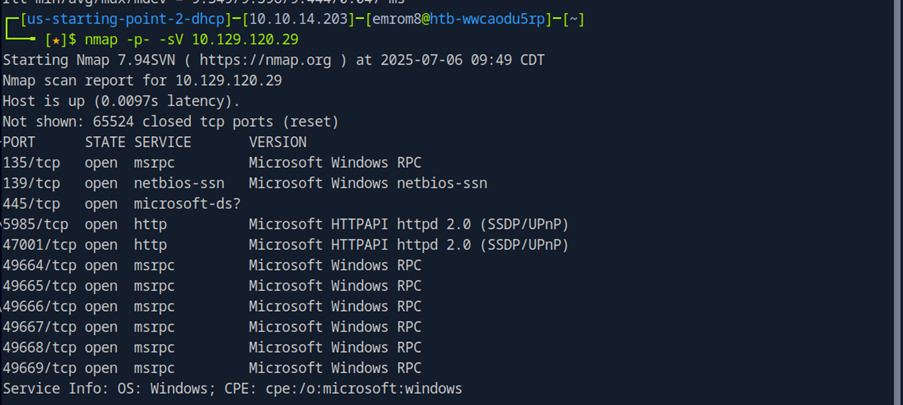 ┌─[us-starting-point-2-dhcp]─[10.10.14.203]─[emrom8@htb-wwcaodu5rp]─[~]
└──╼ [★]$ nmap -p- -sV 10.129.120.29
Starting Nmap 7.94SVN ( https://nmap.org ) at 2025-07-06 09:49 CDT
Nmap scan report for 10.129.120.29
Host is up (0.0097s latency).
Not shown: 65524 closed tcp ports (reset)
PORT      STATE SERVICE       VERSION
135/tcp   open  msrpc         Microsoft Windows RPC
139/tcp   open  netbios-ssn   Microsoft Windows netbios-ssn
445/tcp   open  microsoft-ds?
5985/tcp  open  http          Microsoft HTTPAPI httpd 2.0 (SSDP/UPnP)
47001/tcp open  http          Microsoft HTTPAPI httpd 2.0 (SSDP/UPnP)
49664/tcp open  msrpc         Microsoft Windows RPC
49665/tcp open  msrpc         Microsoft Windows RPC
49666/tcp open  msrpc         Microsoft Windows RPC
49667/tcp open  msrpc         Microsoft Windows RPC
49668/tcp open  msrpc         Microsoft Windows RPC
49669/tcp open  msrpc         Microsoft Windows RPC
Service Info: OS: Windows; CPE: cpe:/o:microsoft:windows